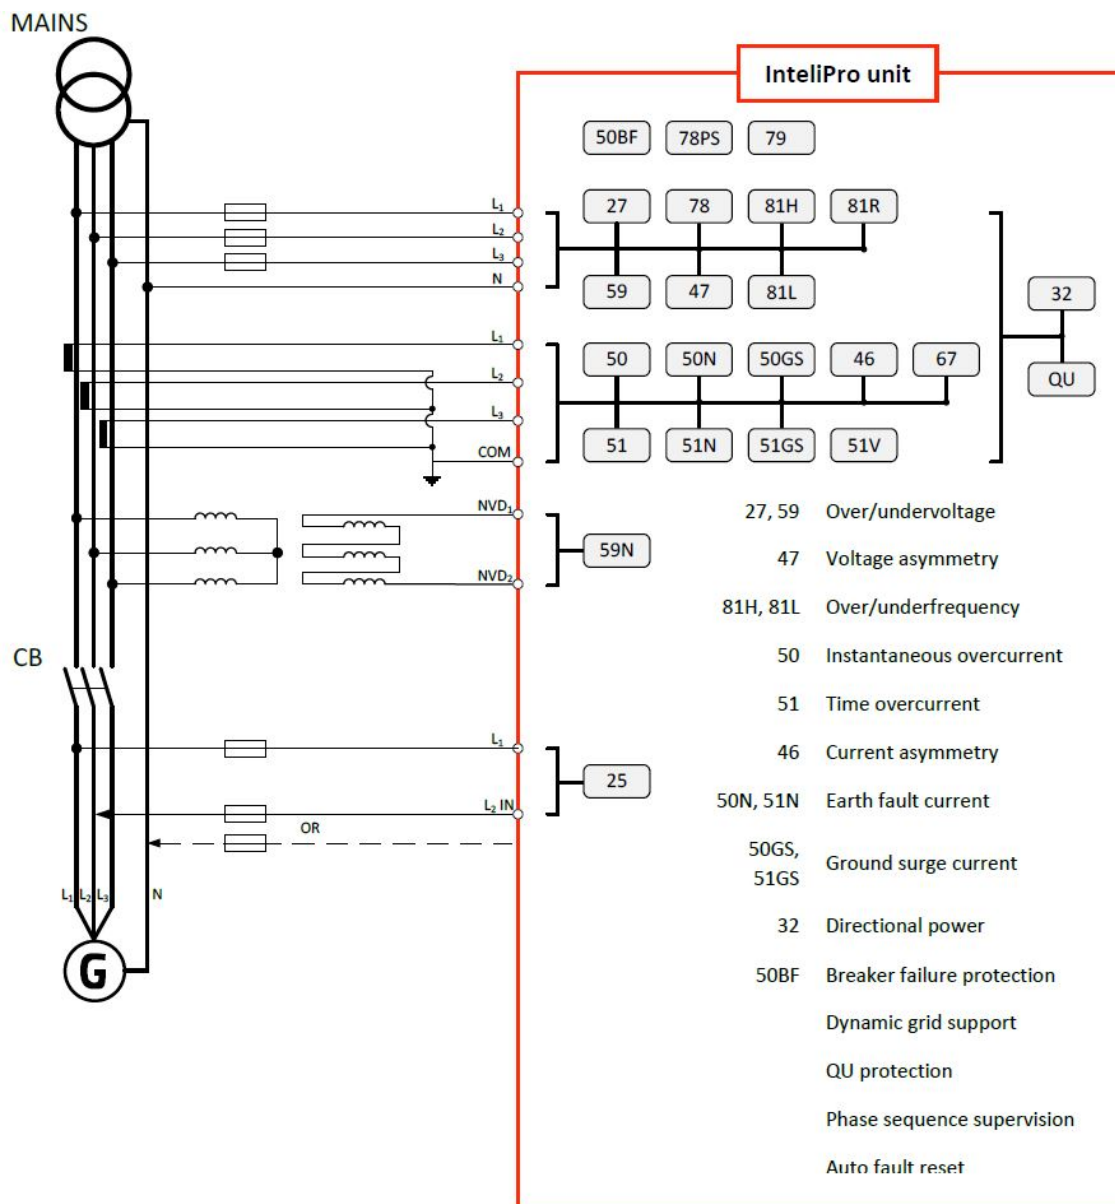 MAINS
InteliPro unit
50BF 78PS 79
L1
27 78 81H 81R
L2
L3
N
59 47 81L
32
L1
50 50N 50GS 46 67
L2
QU
L3
COM
51 51N 51GS 51V
NVD1
59N
NVD2
27, 59 Over/undervoltage
47 Voltage asymmetry
81H, 81L Over/underfrequency
50 Instantaneous overcurrent
51 Time overcurrent
46 Current asymmetry
50N, 51N Earth fault current
50GS,
51GS
Ground surge current
32 Directional power
50BF Breaker failure protection
Dynamic grid support
QU protection
Phase sequence supervision
Auto fault reset
CB
L1
25
L2 IN
OR
L1 L2 L3 N
G